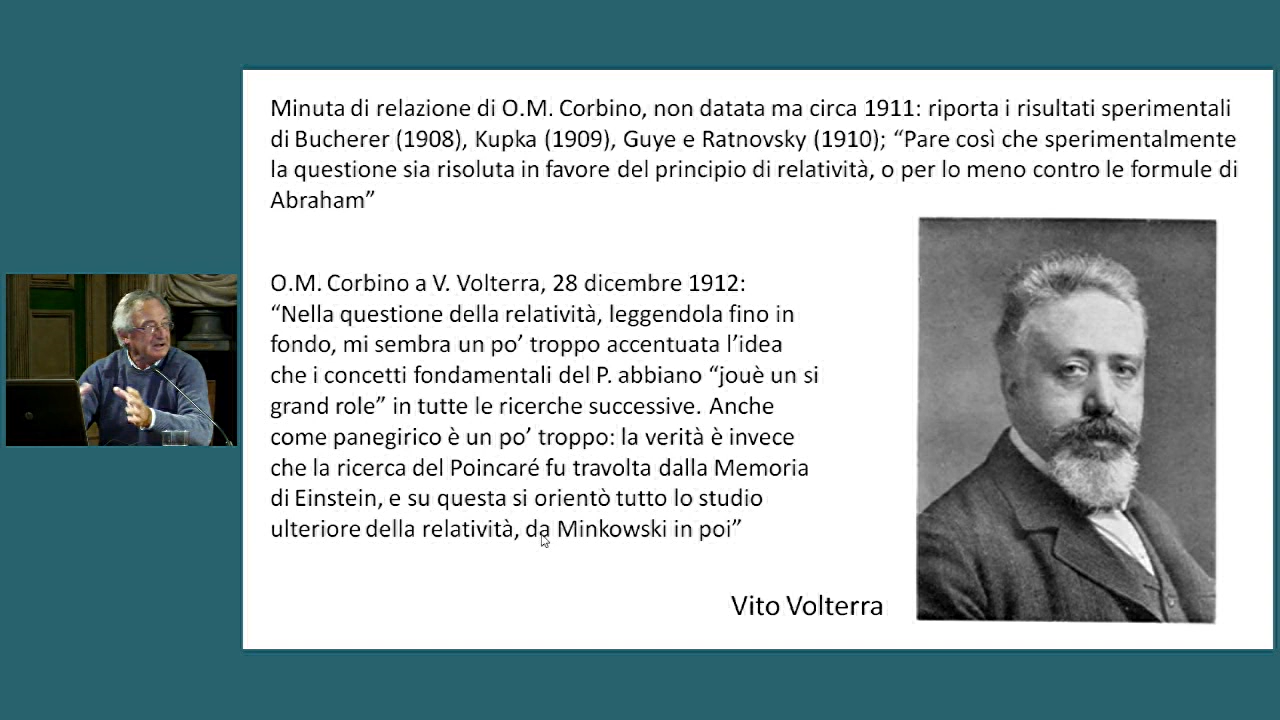 Minuta di relazione di O.M. Corbino, non datata ma circa 1911: riporta i risultati sperimentali
di Bucherer (1908), Kupka (1909), Guye e Ratnovsky (1910); “Pare così che sperimentalmente
la questione sia risoluta in favore del principio di relatività, o per lo meno contro le formule di
Abraham”
O.M. Corbino a V. Volterra, 28 dicembre 1912:
“Nella questione della relatività, leggendola fino in
fondo, mi sembra un po’ troppo accentuata l’idea
che i concetti fondamentali del P. abbiano “jouè un si
grand role” in tutte le ricerche successive. Anche
come panegirico è un po’ troppo: la verità è invece
che la ricerca del Poincaré fu travolta dalla Memoria
di Einstein, e su questa si orientò tutto lo studio
ulteriore della relatività, da Minkowski in poi”
Vito Volterra